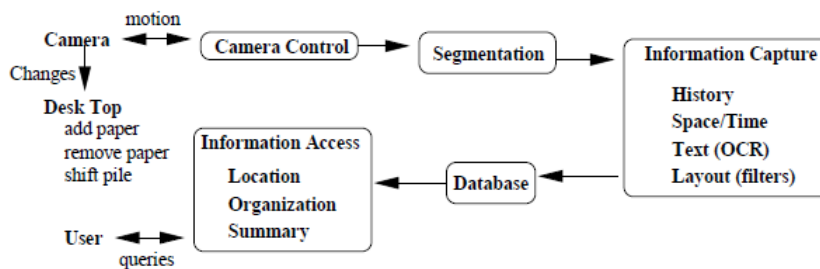 motion
Camera
Camera Control
Segmentation
Information Capture
History
Space/Time
Text (OCR)
Layout (filters)
Changes
Desk Top
add paper
remove paper
shift pile
Information Access
Location
Organization
Summary
Database
User
queries